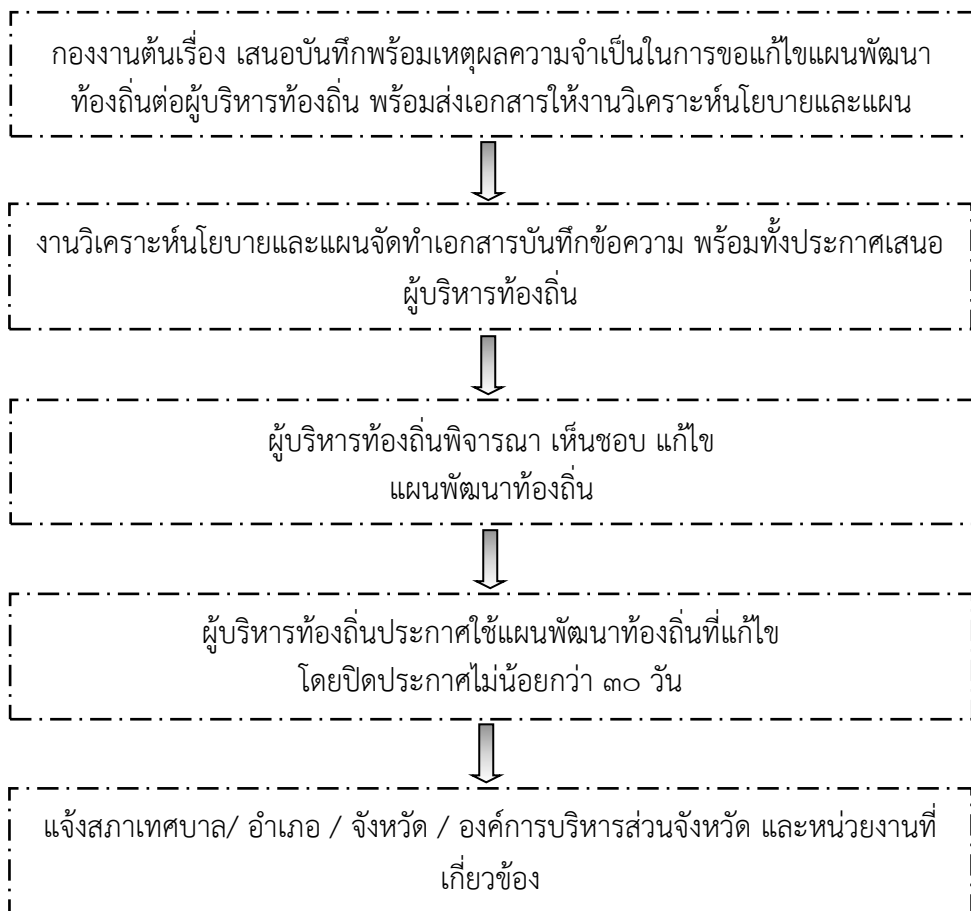 กองงานต้นเรื่อง เสนอบันทึกพร้อมเหตุผลความจำเป็นในการขอแก้ไขแผนพัฒนา
ท้องถิ่นต่อผู้บริหารท้องถิ่น พร้อมส่งเอกสารให้งานวิเคราะห์นโยบายและแผน
งานวิเคราะห์นโยบายและแผนจัดทำเอกสารบันทึกข้อความ พร้อมทั้งประกาศเสนอ
ผู้บริหารท้องถิ่น
ผู้บริหารท้องถิ่นพิจารณา เห็นชอบ แก้ไข
แผนพัฒนาท้องถิ่น
ผู้บริหารท้องถิ่นประกาศใช้แผนพัฒนาท้องถิ่นที่แก้ไข
โดยปิดประกาศไม่น้อยกว่า ๓๐ วัน
แจ้งสภาเทศบาล/ อำเภอ / จังหวัด / องค์การบริหารส่วนจังหวัด และหน่วยงานที่
เกี่ยวข้อง